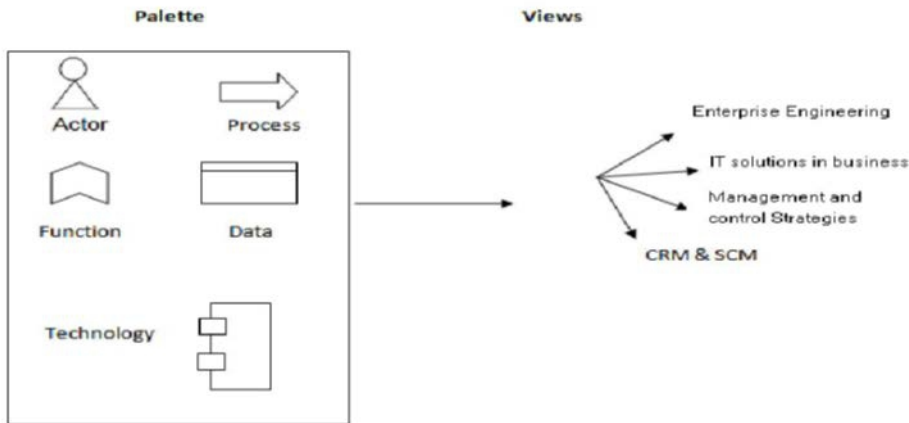 Palette
Views
Actor
Process
Function
Data
Technology
Enterprise Engineering
IT solutions in business
Management and
control Strategies
CRM & SCM